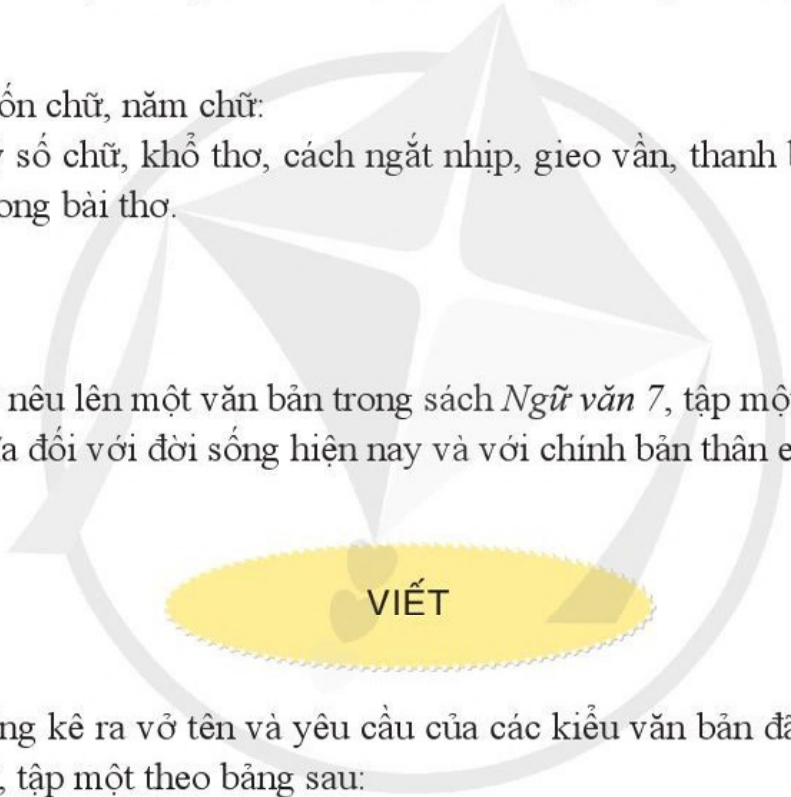 ốn chữ, năm chữ:
số chữ, khổ thơ, cách ngắt nhịp, gieo vần, thanh
ong bài thơ.
nêu lên một văn bản trong sách Ngữ văn 7, tập mộ
đối với đời sống hiện nay và với chính bản thân e
VIẾT
ng kê ra vở tên và yêu cầu của các kiểu văn bản đã
, tập một theo bảng sau: